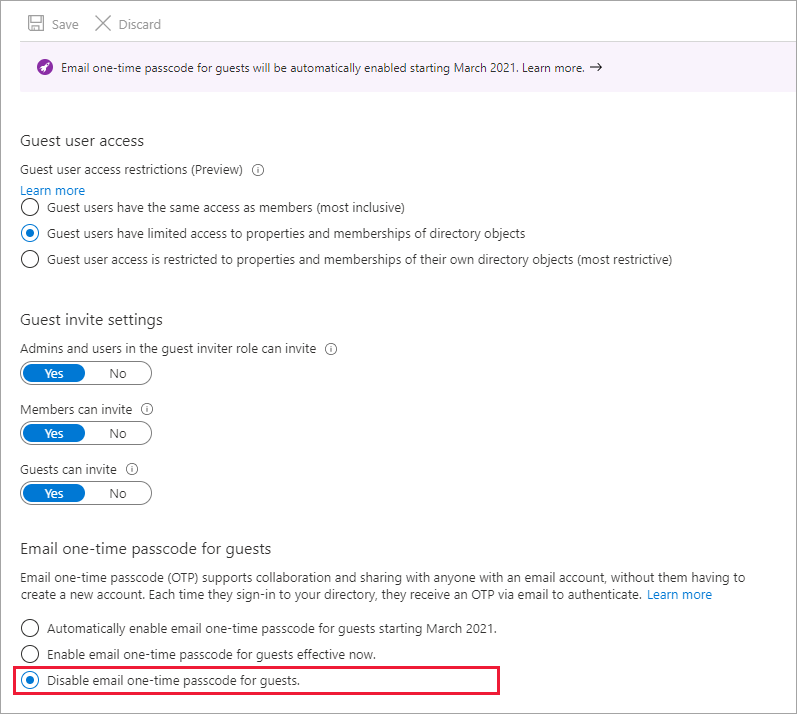 Save Discard
Email one-time passcode for guests will be automatically enabled starting March 2021. Learn more. →
Guest user access
Guest user access restrictions (Preview)
Learn more
Guest users have the same access as members (most inclusive)
Guest users have limited access to properties and memberships of directory objects
Guest user access is restricted to properties and memberships of their own directory objects (most restrictive)
Guest invite settings
Admins and users in the guest inviter role can invite
Yes No
Members can invite
Yes No
Guests can invite
Yes No
Email one-time passcode for guests
Email one-time passcode (OTP) supports collaboration and sharing with anyone with an email account, without them having to
create a new account. Each time they sign-in to your directory, they receive an OTP via email to authenticate. Learn more
Automatically enable email one-time passcode for guests starting March 2021.
Enable email one-time passcode for guests effective now.
Disable email one-time passcode for guests.